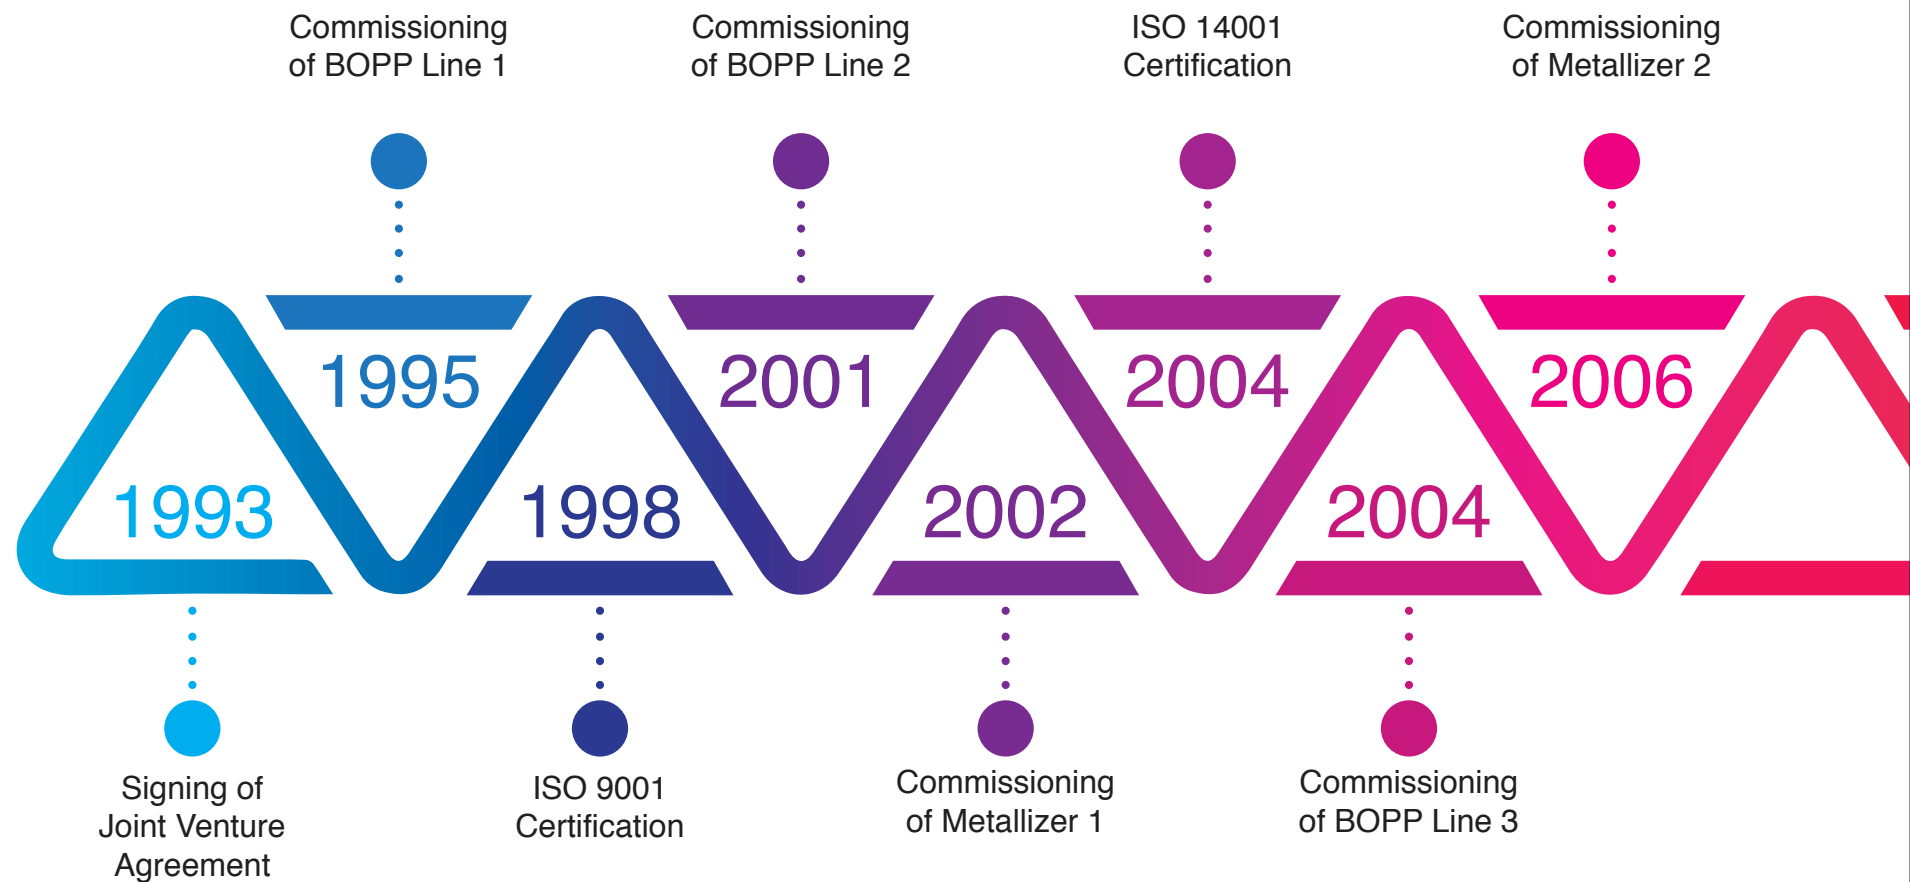 Commissioning
of BOPP Line 1
Commissioning
of BOPP Line 2
ISO 14001
Certification
Commissioning
of Metallizer 2
1995
2001
2004
2006
1993
1998
2002
2004
Signing of
Joint Venture
Agreement
ISO 9001
Certification
Commissioning
of Metallizer 1
Commissioning
of BOPP Line 3